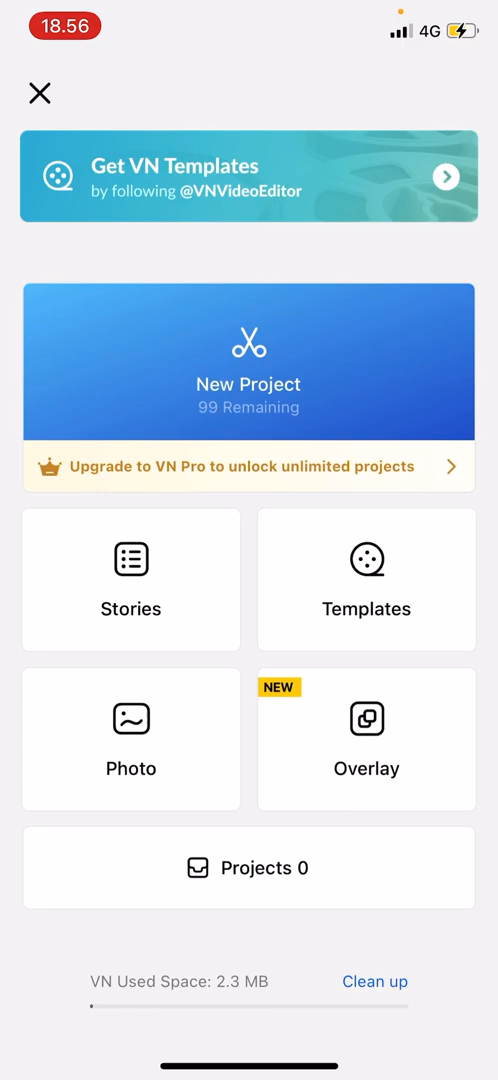 18.56
4G
Get VN Templates
by following @VNVideoEditor
New Project
99 Remaining
Upgrade to VN Pro to unlock unlimited projects
Stories
Templates
Photo
NEW
Overlay
Projects 0
VN Used Space: 2.3 MB
Clean up